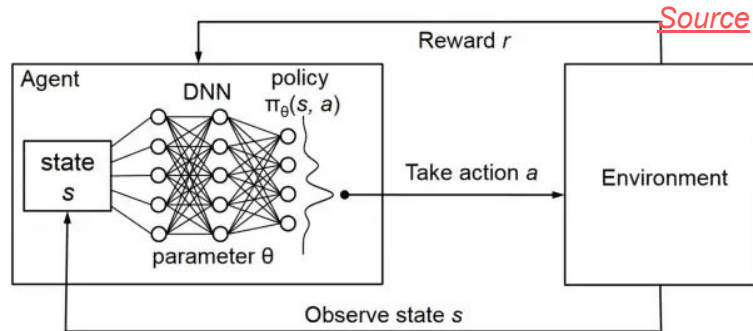 Source
Reward r
Agent
DNN
policy
πθ(s, a)
state
s
Take action a
Environment
parameter θ
Observe state s